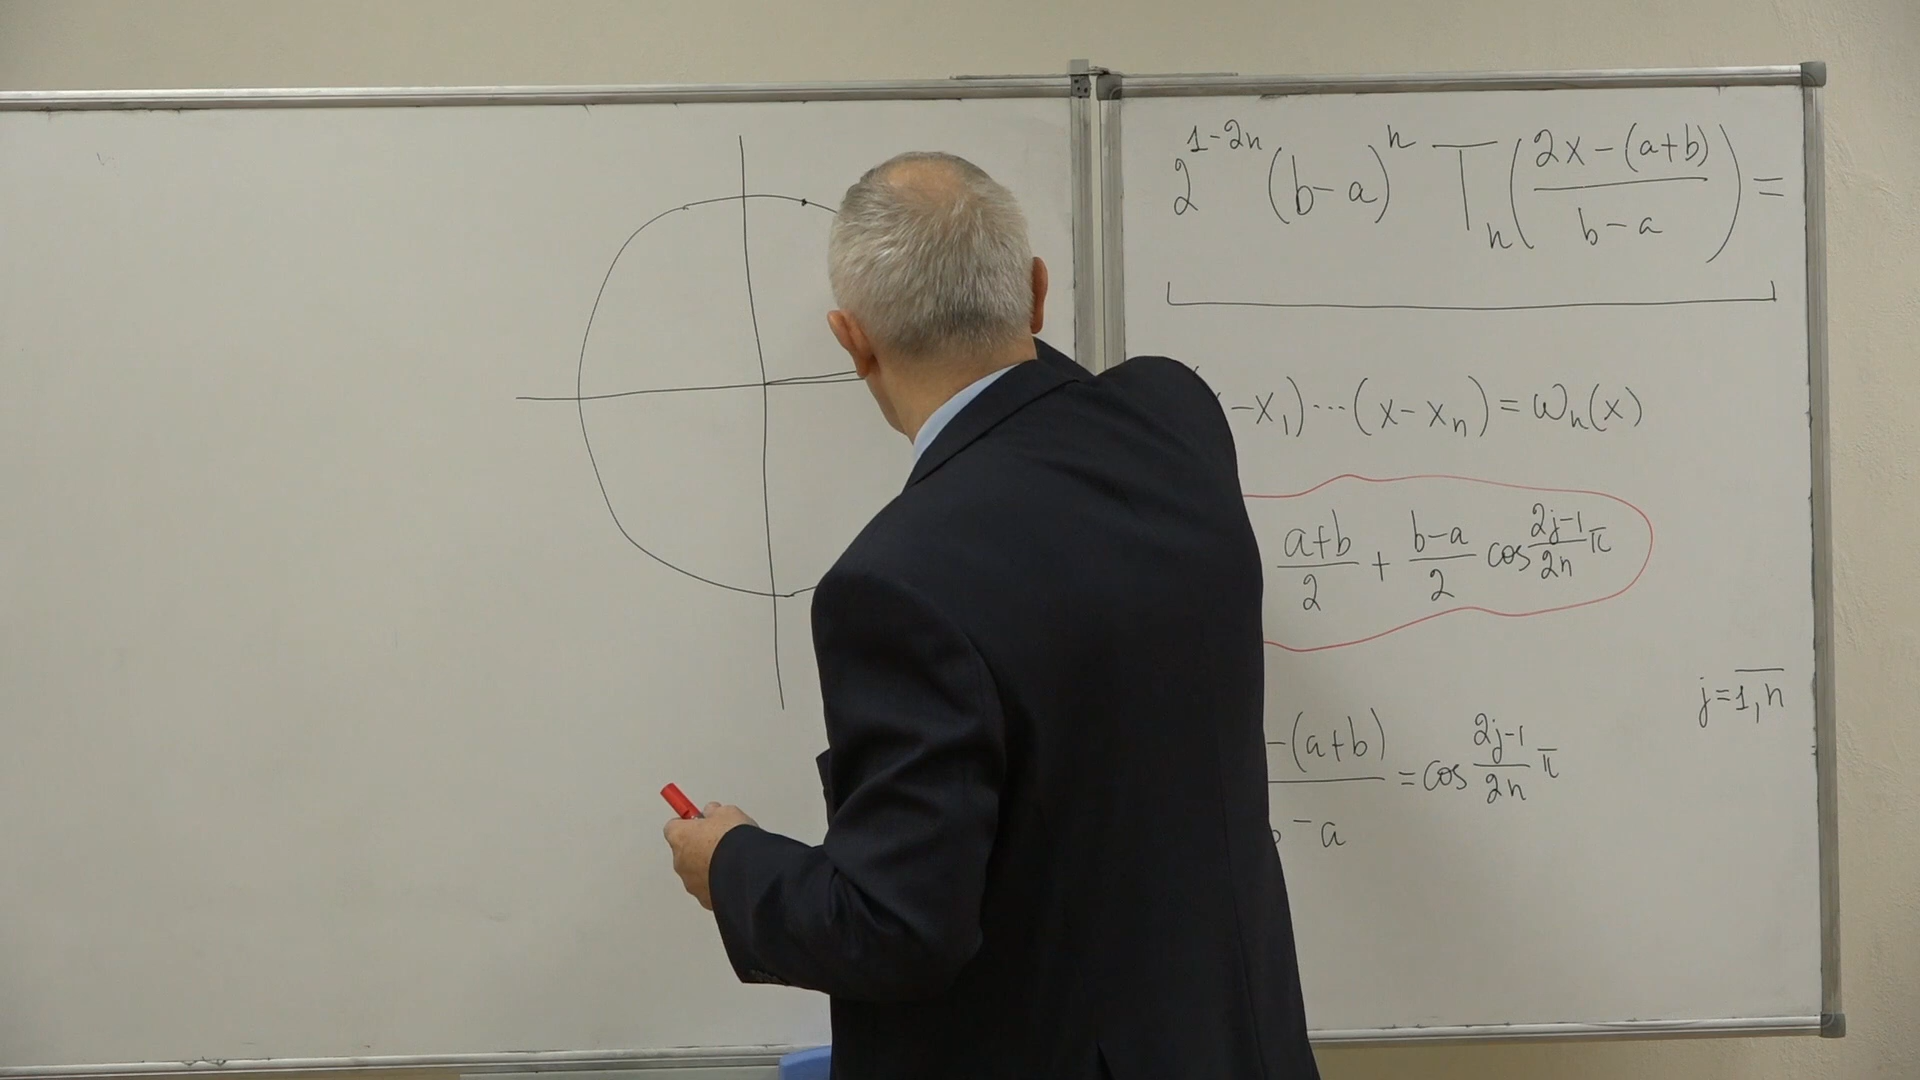 2^{1-2n} (b-a)^n T_n((2x-(a+b))/(b-a)) =
-x_1)···(x-x_n) = ω_n(x)
(a+b)/2 + (b-a)/2 cos (2j-1)/(2n) π
j = \overline{1,n}
-(a+b)/-a = cos (2j-1)/(2n) π